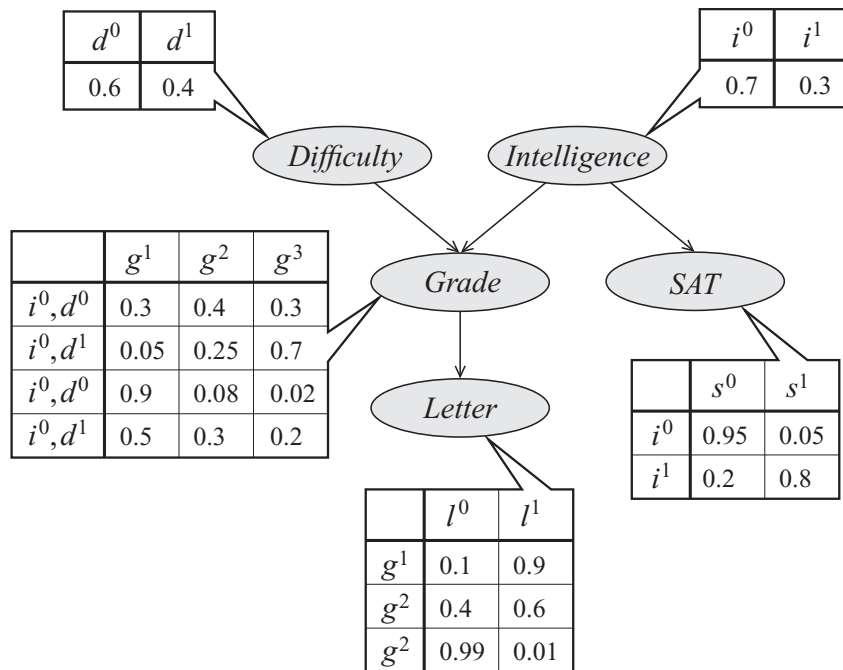 d⁰ d¹
0.6 0.4
i⁰ i¹
0.7 0.3
Difficulty
Intelligence
g¹ g² g³
i⁰,d⁰ 0.3 0.4 0.3
i⁰,d¹ 0.05 0.25 0.7
i⁰,d⁰ 0.9 0.08 0.02
i⁰,d¹ 0.5 0.3 0.2
Grade
SAT
Letter
s⁰ s¹
i⁰ 0.95 0.05
i¹ 0.2 0.8
l⁰ l¹
g¹ 0.1 0.9
g² 0.4 0.6
g² 0.99 0.01